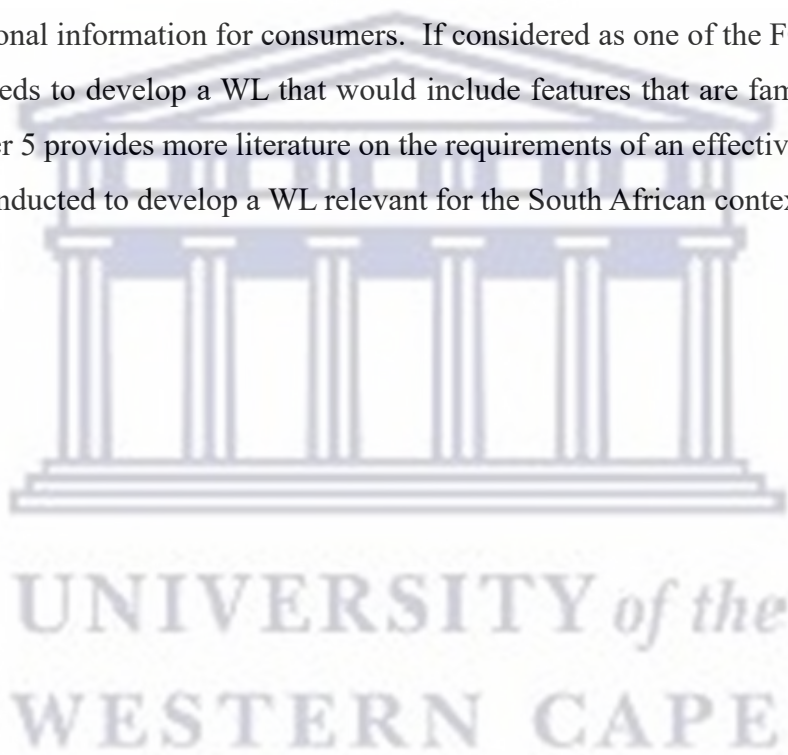 onal information for consumers. If considered as one of the F
eds to develop a WL that would include features that are fam
er 5 provides more literature on the requirements of an effectiv
nducted to develop a WL relevant for the South African contex
UNIVERSITY of the
WESTERN CAPE